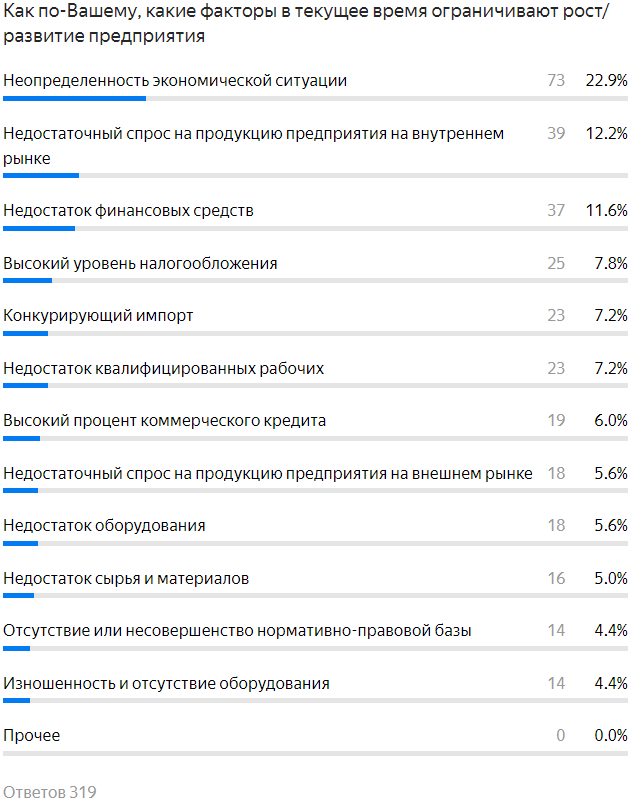 Как по-Вашему, какие факторы в текущее время ограничивают рост/
развитие предприятия
Неопределенность экономической ситуации 73 22.9%
Недостаточный спрос на продукцию предприятия на внутреннем
рынке 39 12.2%
Недостаток финансовых средств 37 11.6%
Высокий уровень налогообложения 25 7.8%
Конкурирующий импорт 23 7.2%
Недостаток квалифицированных рабочих 23 7.2%
Высокий процент коммерческого кредита 19 6.0%
Недостаточный спрос на продукцию предприятия на внешнем рынке 18 5.6%
Недостаток оборудования 18 5.6%
Недостаток сырья и материалов 16 5.0%
Отсутствие или несовершенство нормативно-правовой базы 14 4.4%
Изношенность и отсутствие оборудования 14 4.4%
Прочее 0 0.0%
Ответов 319